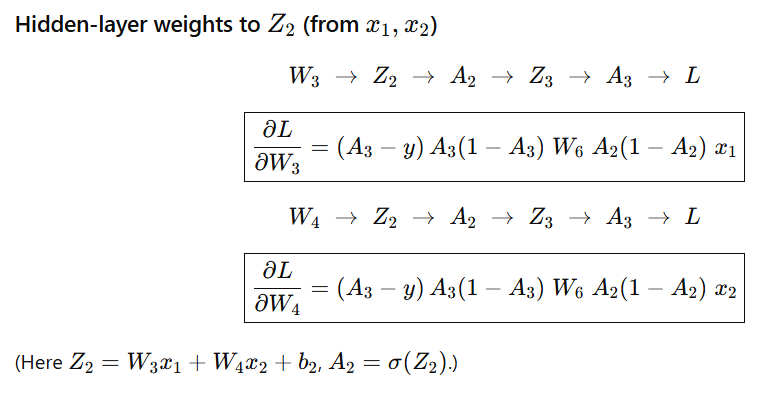 Hidden-layer weights to Z₂ (from x₁, x₂)
W₃ → Z₂ → A₂ → Z₃ → A₃ → L
∂L/∂W₃ = (A₃ − y) A₃(1 − A₃) W₆ A₂(1 − A₂) x₁
W₄ → Z₂ → A₂ → Z₃ → A₃ → L
∂L/∂W₄ = (A₃ − y) A₃(1 − A₃) W₆ A₂(1 − A₂) x₂
(Here Z₂ = W₃x₁ + W₄x₂ + b₂, A₂ = σ(Z₂).)